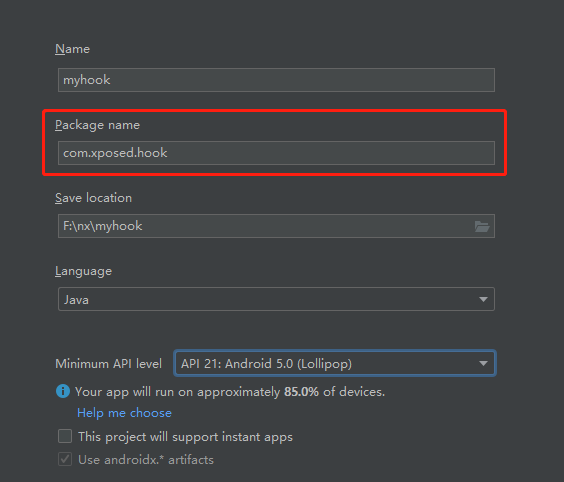 Name
myhook
Package name
com.xposed.hook
Save location
F:\nx\myhook
Language
Java
Minimum API level API 21: Android 5.0 (Lollipop)
Your app will run on approximately 85.0% of devices.
Help me choose
This project will support instant apps
Use androidx.* artifacts